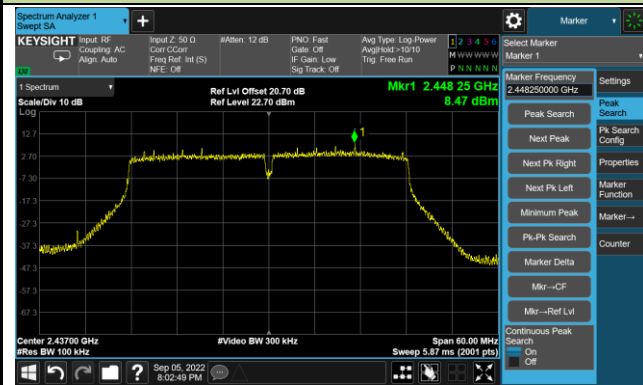 Spectrum Analyzer 1
Swept SA
+
Marker
KEYSIGHT
Input: RF
Coupling: AC
Align: Auto
Input Z: 50 Ω
Corr CCorr
Freq Ref: Int (S)
NFE: Off
#Atten: 12 dB
PNO: Fast
Gate: Off
IF Gain: Low
Sig Track: Off
Avg Type: Log-Power
Avg|Hold:>10/10
Trig: Free Run
1 2 3 4 5 6
M W W W W W
P N N N N N
Select Marker
Marker 1
LVI
1 Spectrum
Scale/Div 10 dB
Log
Ref Lvl Offset 20.70 dB
Ref Level 22.70 dBm
Mkr1 2.448 25 GHz
8.47 dBm
12.7
2.70
-7.30
-17.3
-27.3
-37.3
-47.3
-57.3
-67.3
1
Center 2.43700 GHz
#Res BW 100 kHz
#Video BW 300 kHz
Span 60.00 MHz
Sweep 5.87 ms (2001 pts)
Marker Frequency
2.448250000 GHz
Peak Search
Next Peak
Next Pk Right
Next Pk Left
Minimum Peak
Pk-Pk Search
Marker Delta
Mkr→CF
Mkr→Ref Lvl
Continuous Peak
Search
On
Off
Settings
Peak
Search
Pk Search
Config
Properties
Marker
Function
Marker→
Counter
?
Sep 05, 2022
8:02:49 PM